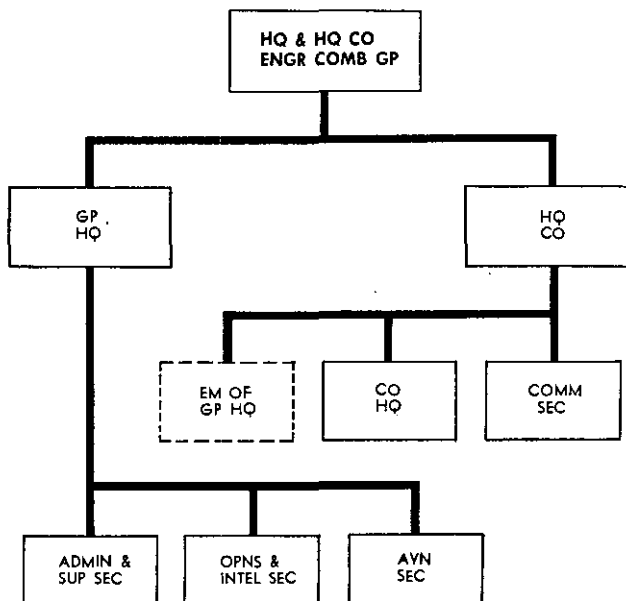 HQ & HQ CO
ENGR COMB GP
GP
HQ
HQ
CO
EM OF
GP HQ
CO
HQ
COMM
SEC
ADMIN &
SUP SEC
OPNS &
INTEL SEC
AVN
SEC